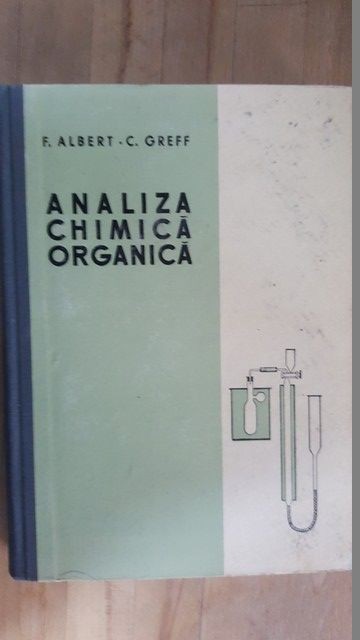 F. ALBERT · C. GREFF
ANALIZA
CHIMICĂ
ORGANICĂ